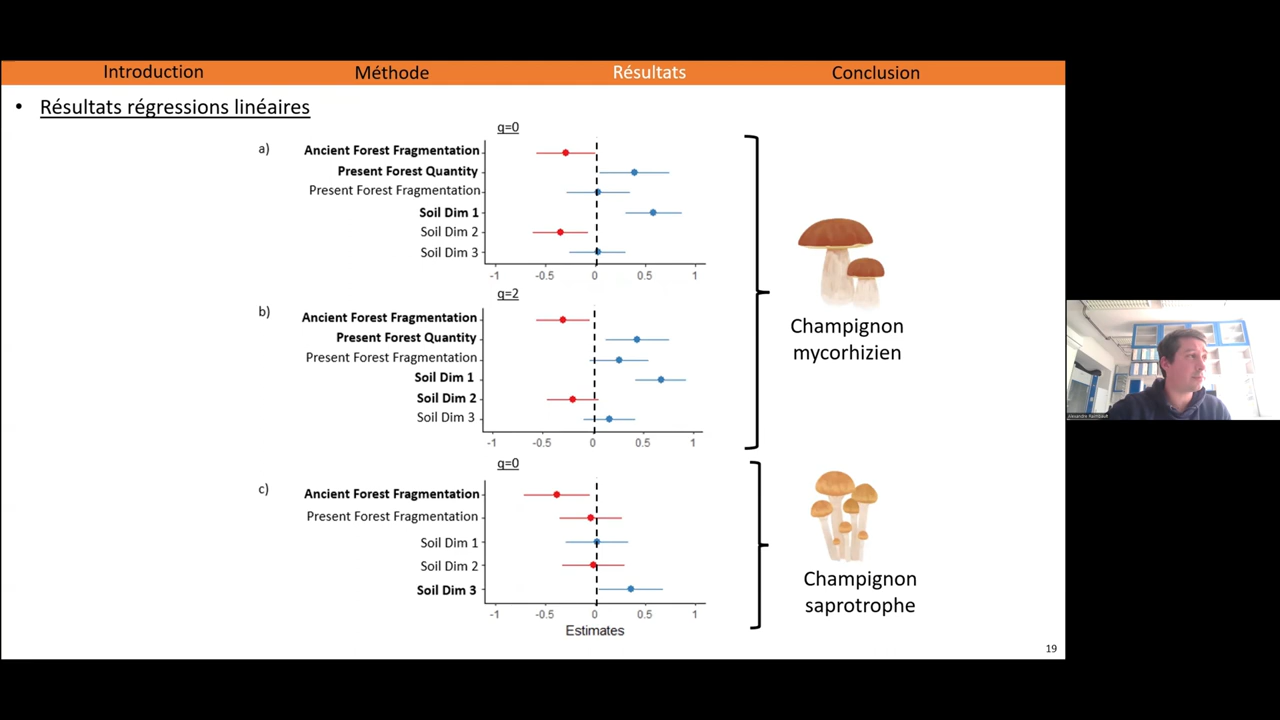 Introduction
Méthode
Résultats
Conclusion
• Résultats régressions linéaires
q=0
a)
Ancient Forest Fragmentation
Present Forest Quantity
Present Forest Fragmentation
Soil Dim 1
Soil Dim 2
Soil Dim 3
-1 -0.5 0 0.5 1
q=2
b)
Ancient Forest Fragmentation
Present Forest Quantity
Present Forest Fragmentation
Soil Dim 1
Soil Dim 2
Soil Dim 3
-1 -0.5 0 0.5 1
Champignon
mycorhizien
q=0
c)
Ancient Forest Fragmentation
Present Forest Fragmentation
Soil Dim 1
Soil Dim 2
Soil Dim 3
-1 -0.5 0 0.5 1
Estimates
Champignon
saprotrophe
19